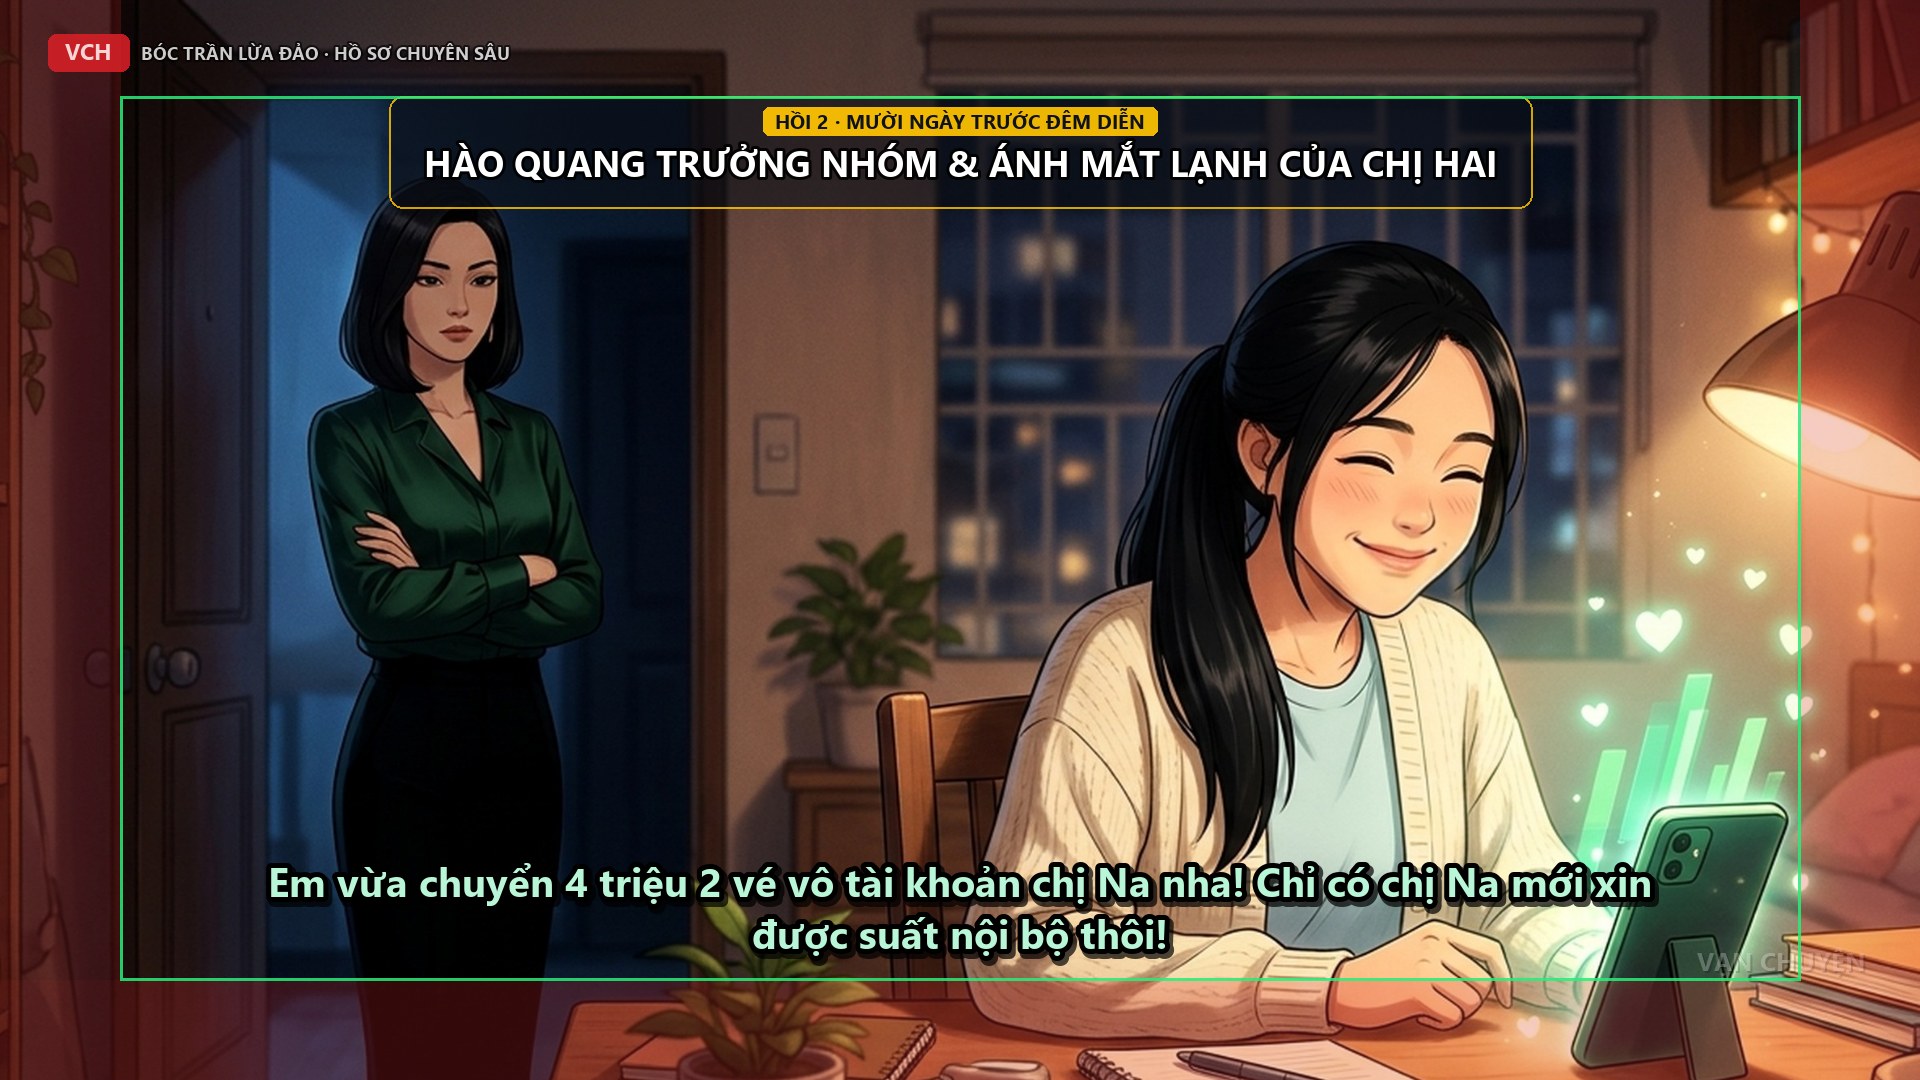 VCH BÓC TRẦN LỪA ĐẢO · HỒ SƠ CHUYÊN SÂU
HỒI 2 · MƯỜI NGÀY TRƯỚC ĐÊM DIỄN
HÀO QUANG TRƯỞNG NHÓM & ÁNH MẮT LẠNH CỦA CHỊ HAI
Em vừa chuyển 4 triệu 2 vé vô tài khoản chị Na nha! Chỉ có chị Na mới xin
được suất nội bộ thôi!
VẠN CHUYỆN